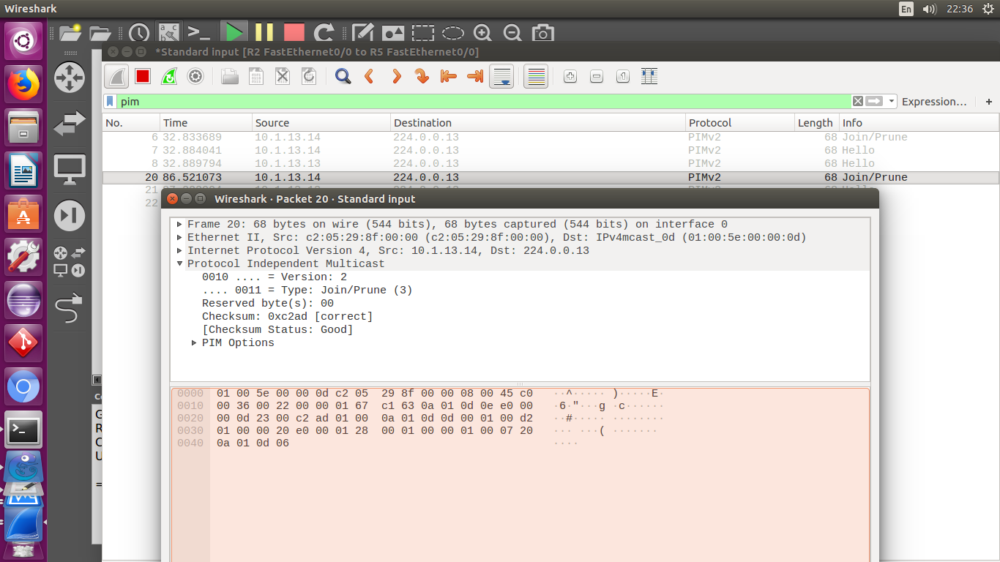 Wireshark
En
22:36
a c
b
*Standard input [R2 FastEthernet0/0 to R5 FastEthernet0/0]
pim
Expression…
+
No. Time Source Destination Protocol Length Info
6 32.833689 10.1.13.14 224.0.0.13 PIMv2 68 Join/Prune
7 32.884041 10.1.13.14 224.0.0.13 PIMv2 68 Hello
8 32.889794 10.1.13.13 224.0.0.13 PIMv2 68 Hello
20 86.521073 10.1.13.14 224.0.0.13 PIMv2 68 Join/Prune
21
22
Wireshark · Packet 20 · Standard input
Frame 20: 68 bytes on wire (544 bits), 68 bytes captured (544 bits) on interface 0
Ethernet II, Src: c2:05:29:8f:00:00 (c2:05:29:8f:00:00), Dst: IPv4mcast_0d (01:00:5e:00:00:0d)
Internet Protocol Version 4, Src: 10.1.13.14, Dst: 224.0.0.13
Protocol Independent Multicast
0010 .... = Version: 2
.... 0011 = Type: Join/Prune (3)
Reserved byte(s): 00
Checksum: 0xc2ad [correct]
[Checksum Status: Good]
PIM Options
0000 01 00 5e 00 00 0d c2 05 29 8f 00 00 08 00 45 c0 ··^····· )·····E·
0010 00 36 00 22 00 00 01 67 c1 63 0a 01 0d 0e e0 00 ·6·"···g ·c······
0020 00 0d 23 00 c2 ad 01 00 0a 01 0d 0d 00 01 00 d2 ··#····· ········
0030 01 00 00 20 e0 00 01 28 00 01 00 00 01 00 07 20 ··· ···( ·······
0040 0a 01 0d 06 ····